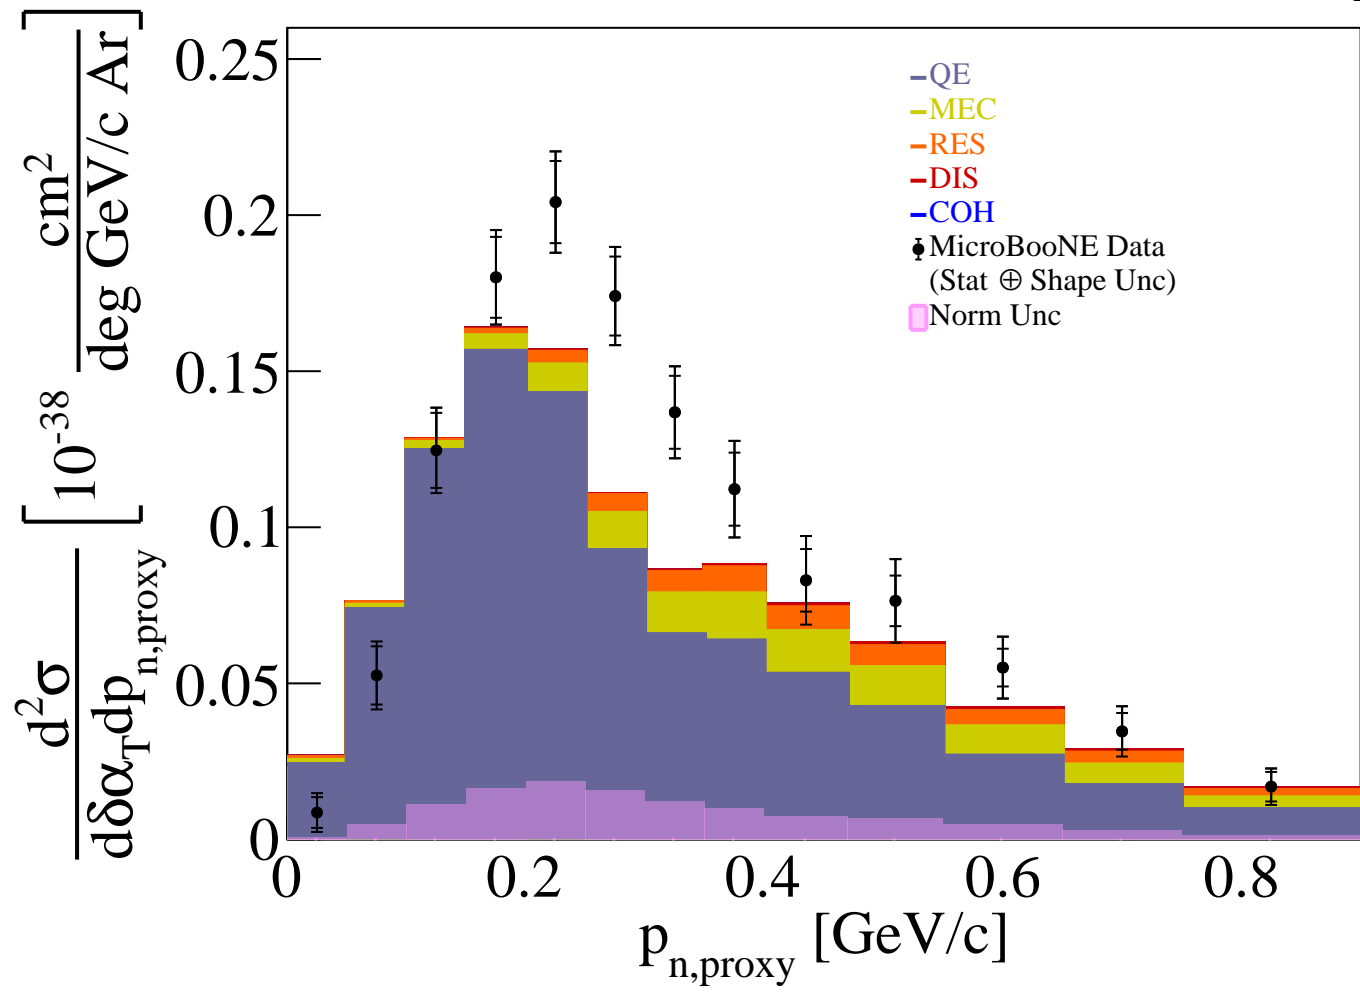 d²σ
dδα_T dp_n,proxy
[10⁻³⁸ cm²
deg GeV/c Ar]
0.25
0.2
0.15
0.1
0.05
0
QE
MEC
RES
DIS
COH
MicroBooNE Data
(Stat ⊕ Shape Unc)
Norm Unc
0 0.2 0.4 0.6 0.8
p_n,proxy [GeV/c]